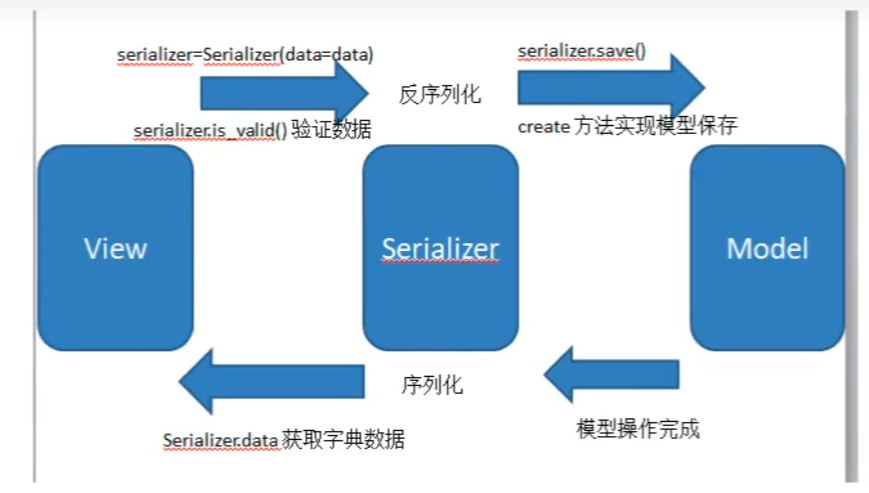 serializer=Serializer(data=data)
serializer.save()
反序列化
serializer.is_valid() 验证数据
create 方法实现模型保存
View
Serializer
Model
序列化
Serializer.data 获取字典数据
模型操作完成